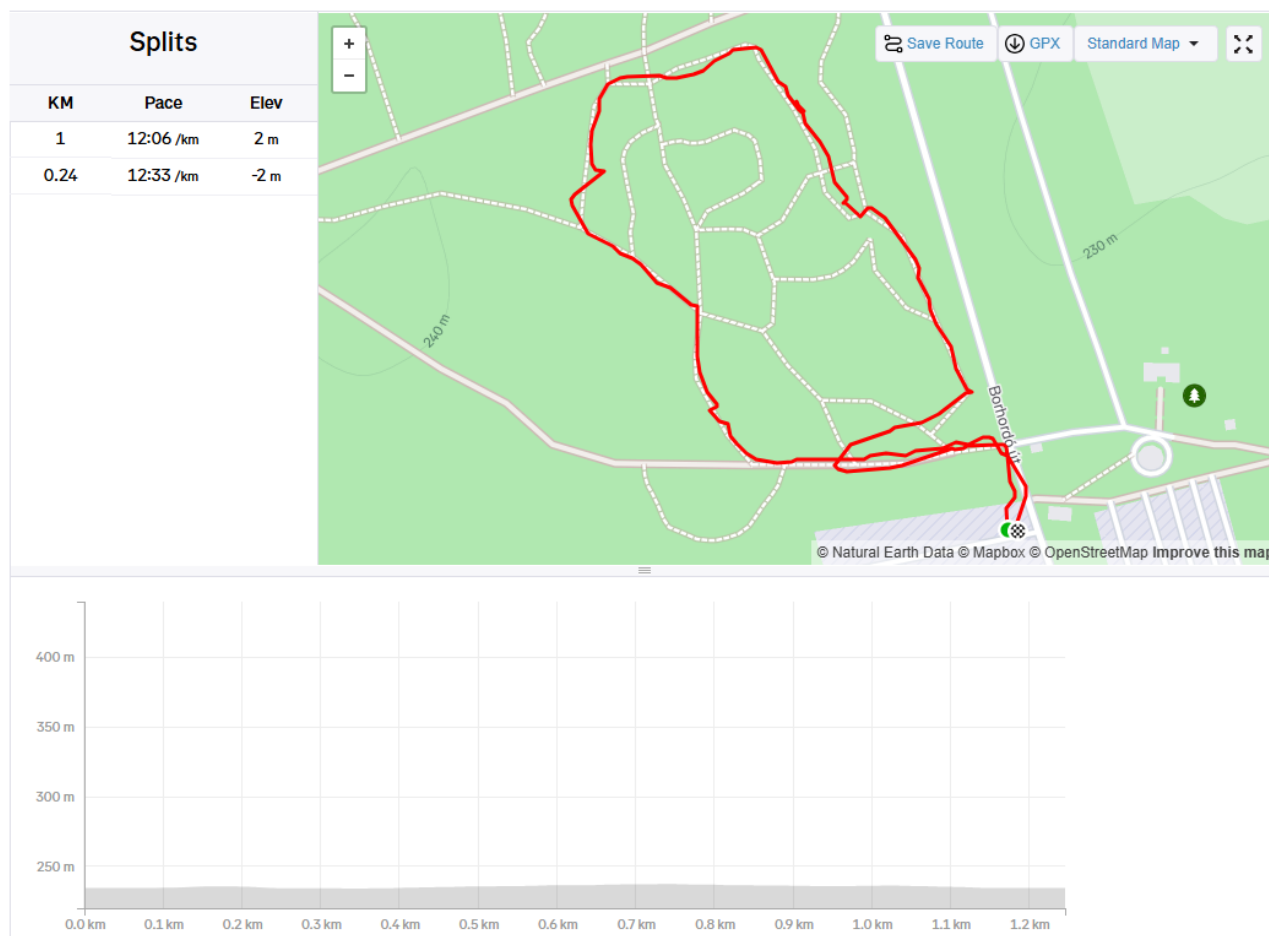 Splits
KM Pace Elev
1 12:06 /km 2 m
0.24 12:33 /km -2 m
+
−
Save Route
GPX
Standard Map
230 m
240 m
Borhordó út
© Natural Earth Data © Mapbox © OpenStreetMap Improve this map
400 m
350 m
300 m
250 m
0.0 km 0.1 km 0.2 km 0.3 km 0.4 km 0.5 km 0.6 km 0.7 km 0.8 km 0.9 km 1.0 km 1.1 km 1.2 km